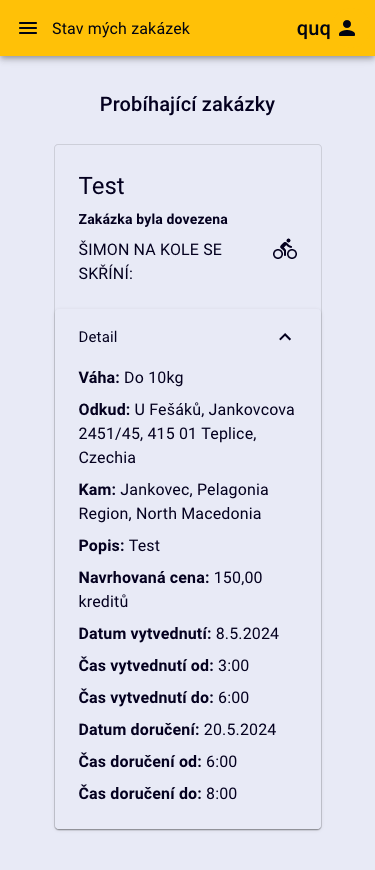 Stav mých zakázek
quq
Probíhající zakázky
Test
Zakázka byla dovezena
ŠIMON NA KOLE SE
SKŘÍNÍ:
Detail
Váha: Do 10kg
Odkud: U Fešáků, Jankovcova
2451/45, 415 01 Teplice,
Czechia
Kam: Jankovec, Pelagonia
Region, North Macedonia
Popis: Test
Navrhovaná cena: 150,00
kreditů
Datum vytvednutí: 8.5.2024
Čas vytvednutí od: 3:00
Čas vytvednutí do: 6:00
Datum doručení: 20.5.2024
Čas doručení od: 6:00
Čas doručení do: 8:00